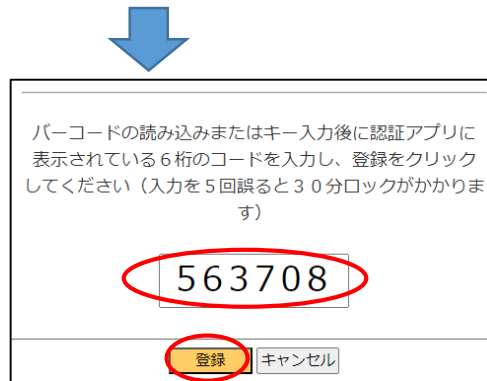 バーコードの読み込みまたはキー入力後に認証アプリに
表示されている６桁のコードを入力し、登録をクリック
してください（入力を５回誤ると３０分ロックがかかりま
す）
563708
登録 キャンセル